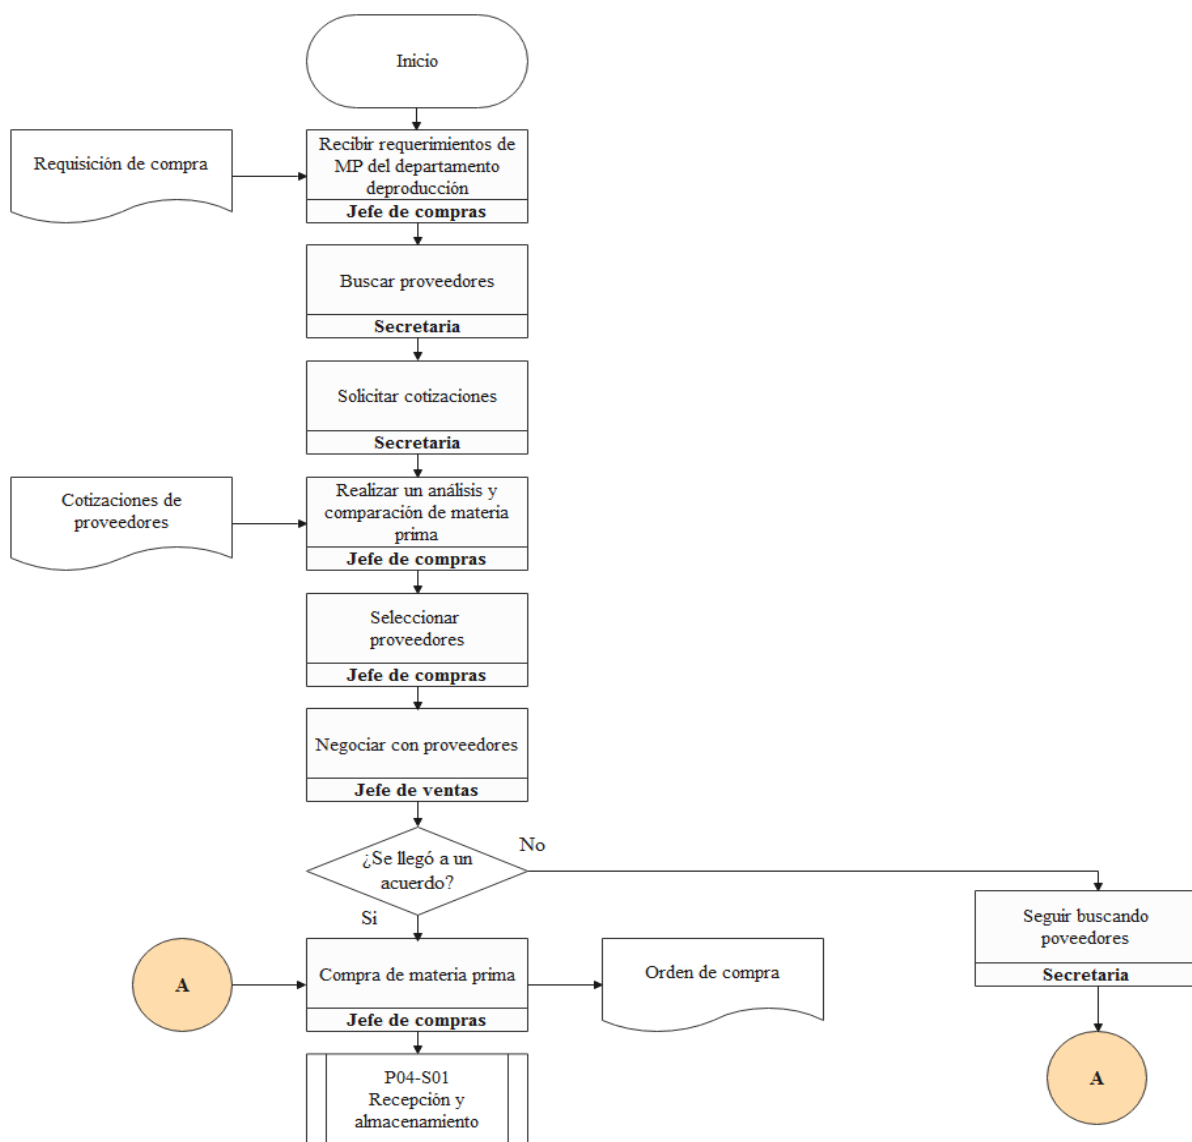 Inicio
Requisición de compra
Recibir requerimientos de
MP del departamento
deproducción
Jefe de compras
Buscar proveedores
Secretaria
Solicitar cotizaciones
Secretaria
Cotizaciones de
proveedores
Realizar un análisis y
comparación de materia
prima
Jefe de compras
Seleccionar
proveedores
Jefe de compras
Negociar con proveedores
Jefe de ventas
¿Se llegó a un
acuerdo?
No
Si
Seguir buscando
poveedores
Secretaria
A
A
Compra de materia prima
Jefe de compras
Orden de compra
P04-S01
Recepción y
almacenamiento